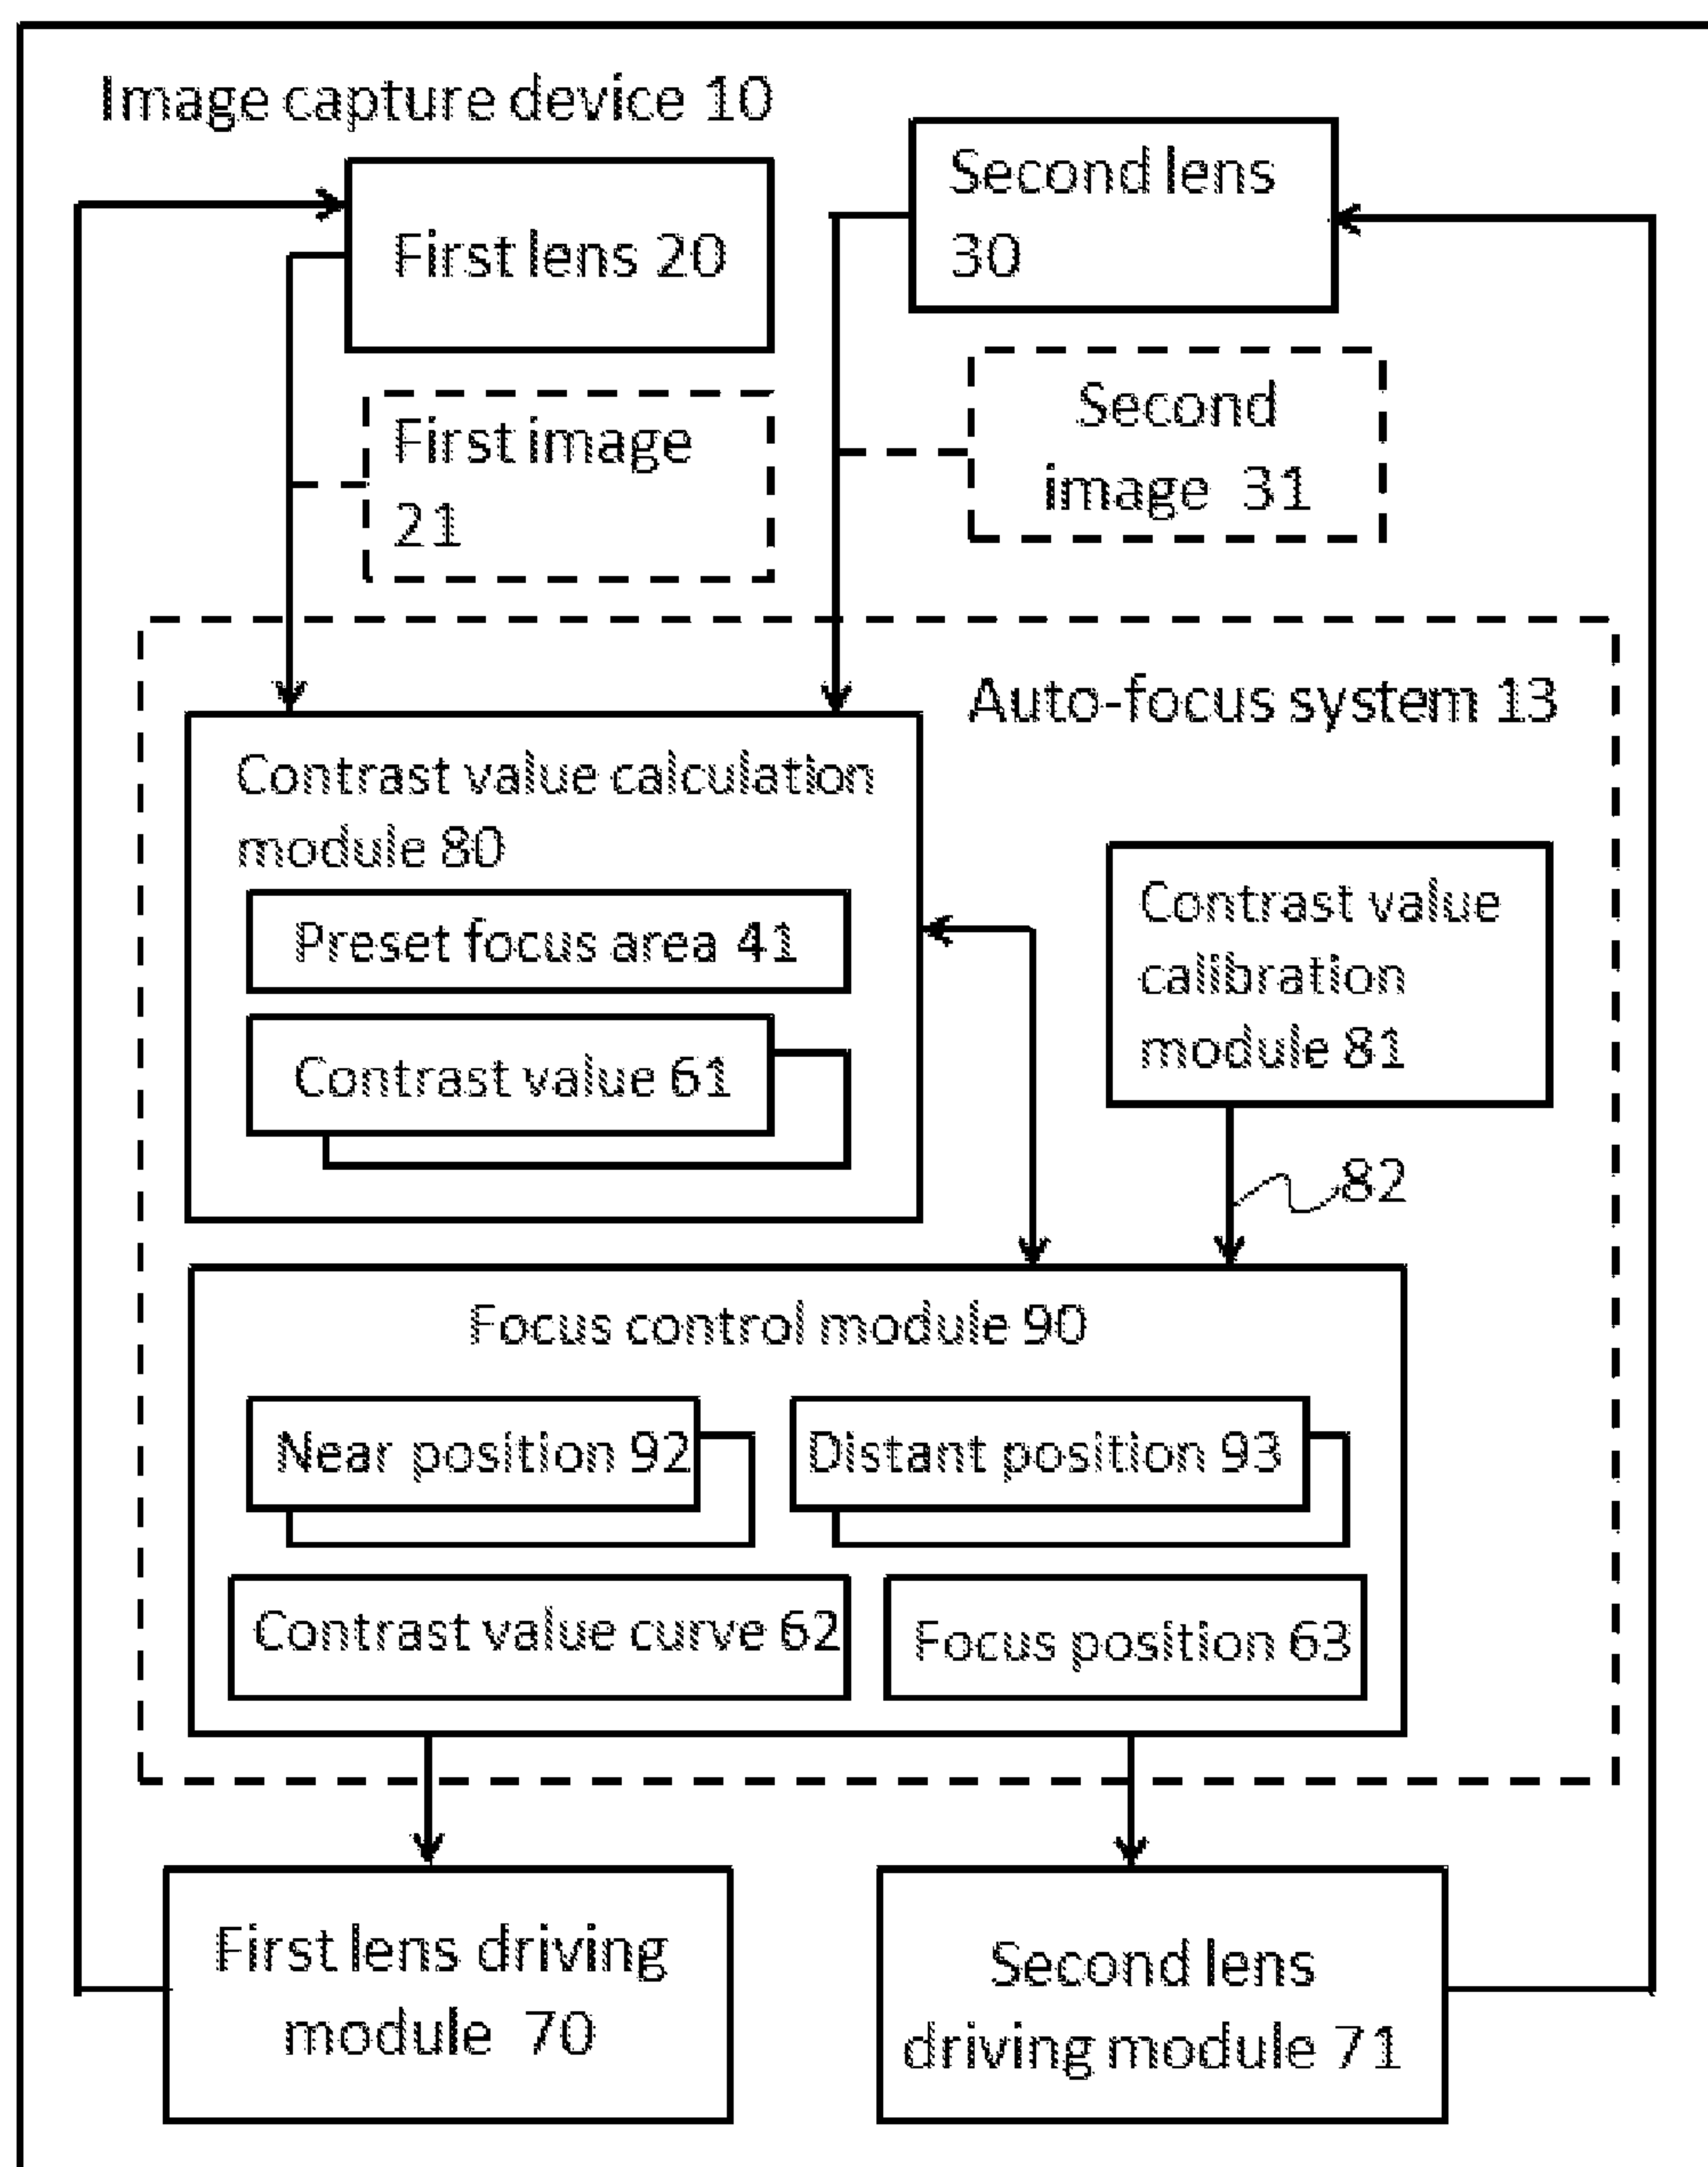 Image capture device 10
First lens 20
Second lens
30
First image
21
Second
image 31
Auto-focus system 13
Contrast value calculation
module 80
Preset focus area 41
Contrast value 61
Contrast value
calibration
module 81
82
Focus control module 90
Near position 92
Distant position 93
Contrast value curve 62
Focus position 63
First lens driving
module 70
Second lens
driving module 71